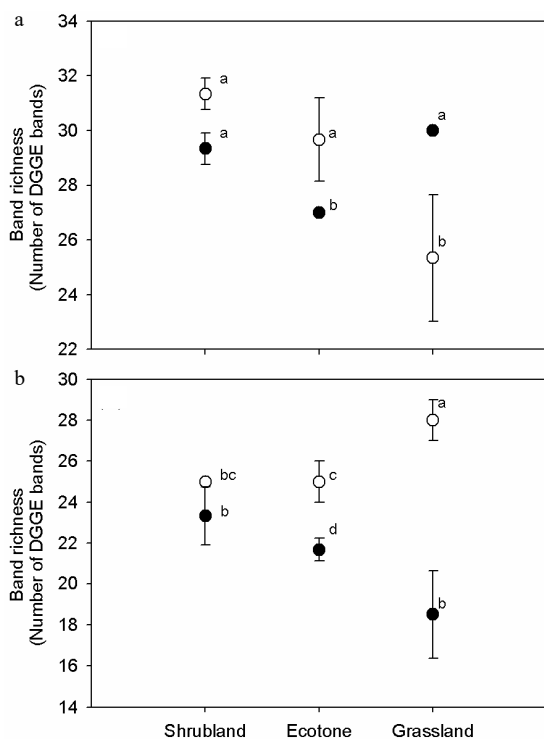 a
Band richness
(Number of DGGE bands)
34
32
30
28
26
24
22
a
a
a
b
a
b
b
Band richness
(Number of DGGE bands)
30
28
26
24
22
20
18
16
14
bc
b
c
d
a
b
Shrubland Ecotone Grassland